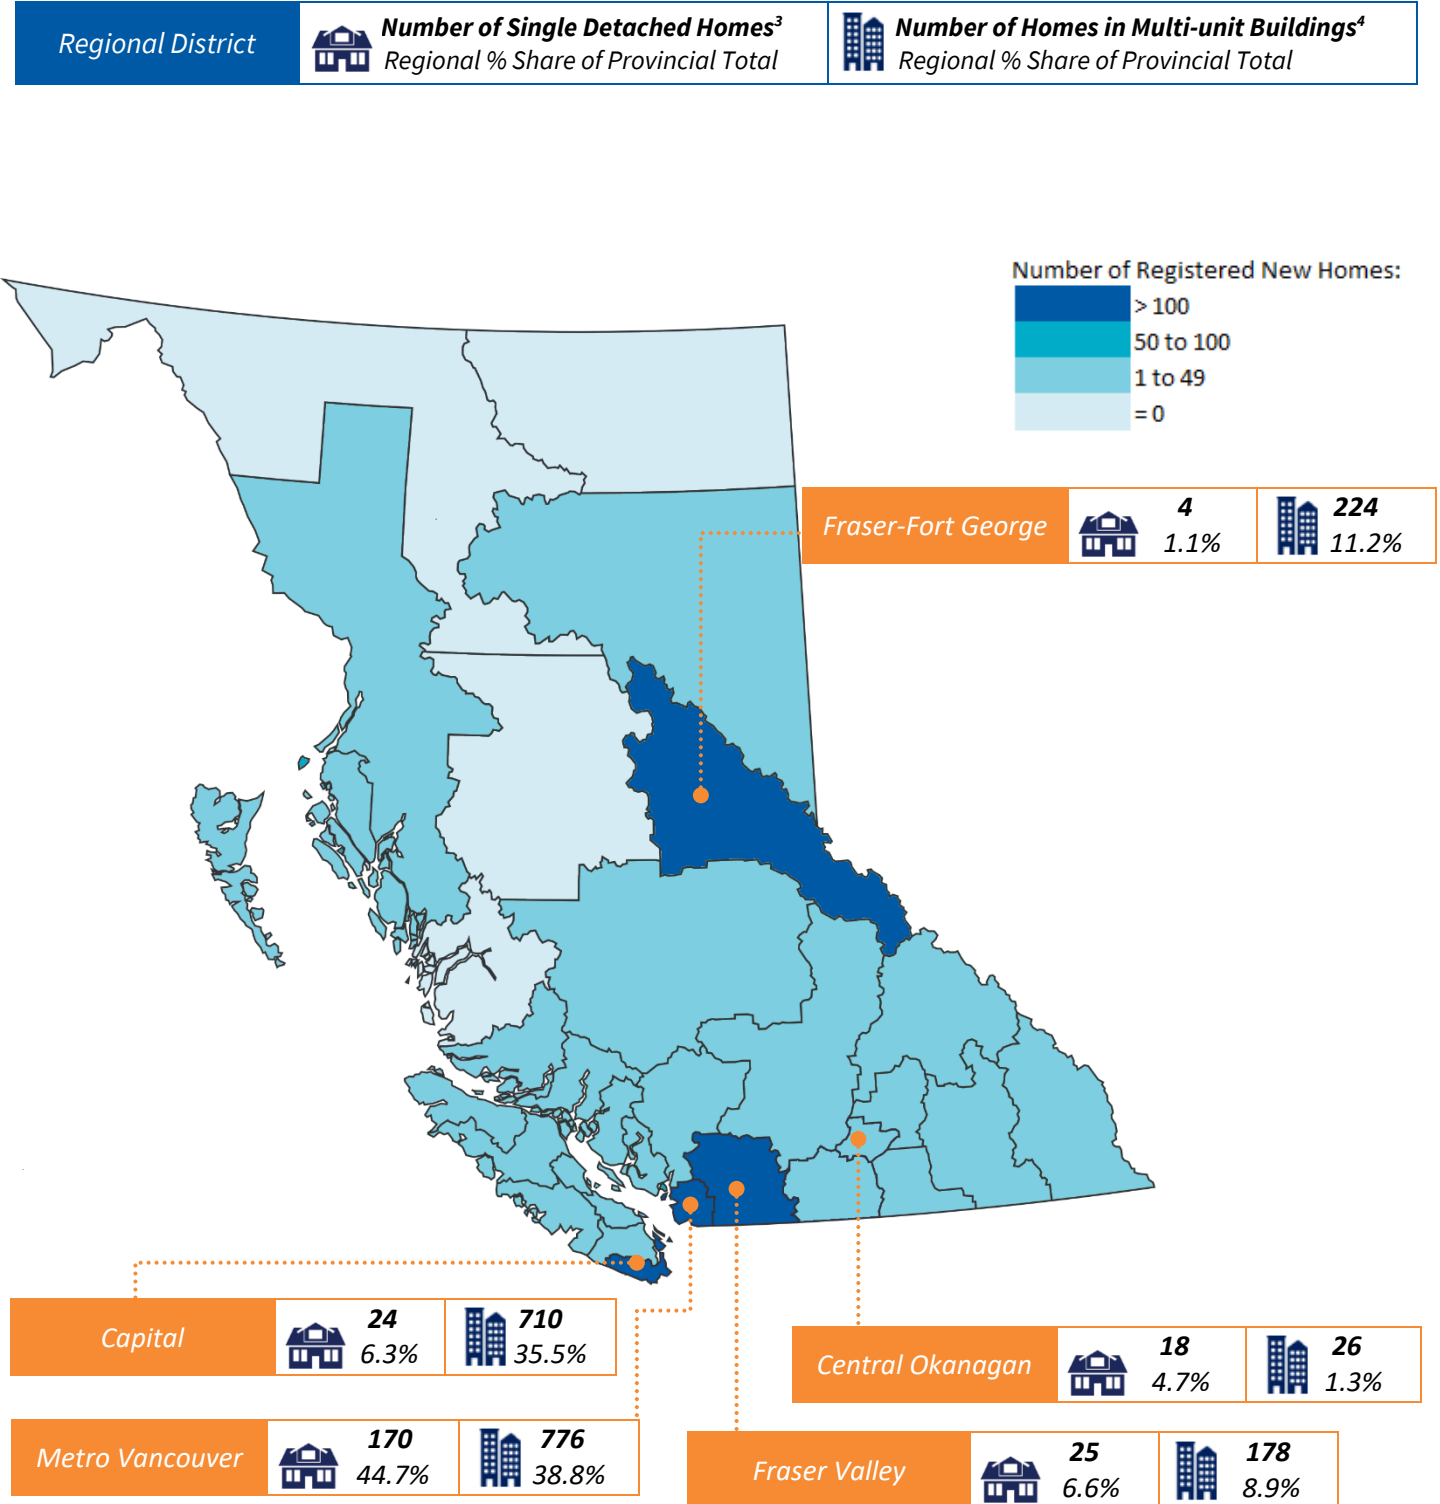 Regional District
Number of Single Detached Homes³
Regional % Share of Provincial Total
Number of Homes in Multi-unit Buildings⁴
Regional % Share of Provincial Total
Number of Registered New Homes:
> 100
50 to 100
1 to 49
= 0
Fraser-Fort George
4
1.1%
224
11.2%
Capital
24
6.3%
710
35.5%
Central Okanagan
18
4.7%
26
1.3%
Metro Vancouver
170
44.7%
776
38.8%
Fraser Valley
25
6.6%
178
8.9%